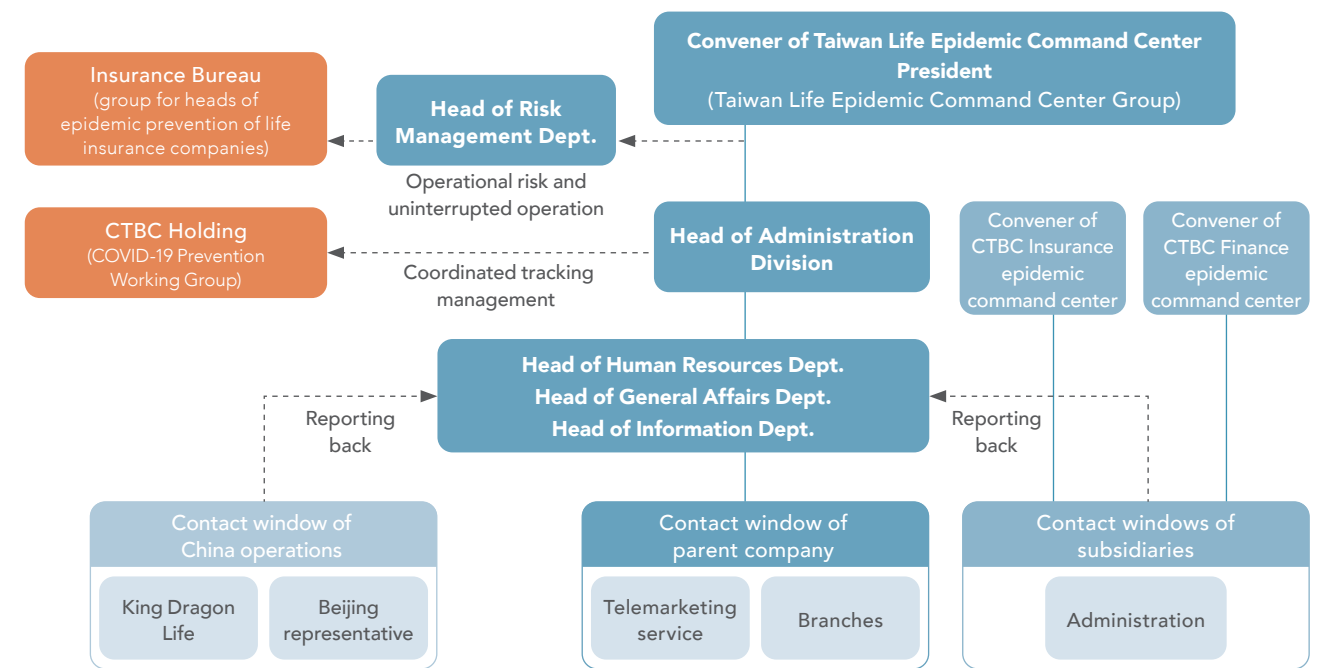 Convener of Taiwan Life Epidemic Command Center
President
(Taiwan Life Epidemic Command Center Group)
Insurance Bureau
(group for heads of
epidemic prevention of life
insurance companies)
Head of Risk
Management Dept.
Operational risk and
uninterrupted operation
CTBC Holding
(COVID-19 Prevention
Working Group)
Coordinated tracking
management
Head of Administration
Division
Convener of
CTBC Insurance
epidemic
command center
Convener of
CTBC Finance
epidemic
command center
Head of Human Resources Dept.
Head of General Affairs Dept.
Head of Information Dept.
Reporting
back
Reporting
back
Contact window of
China operations
King Dragon
Life
Beijing
representative
Contact window of
parent company
Telemarketing
service
Branches
Contact windows of
subsidiaries
Administration